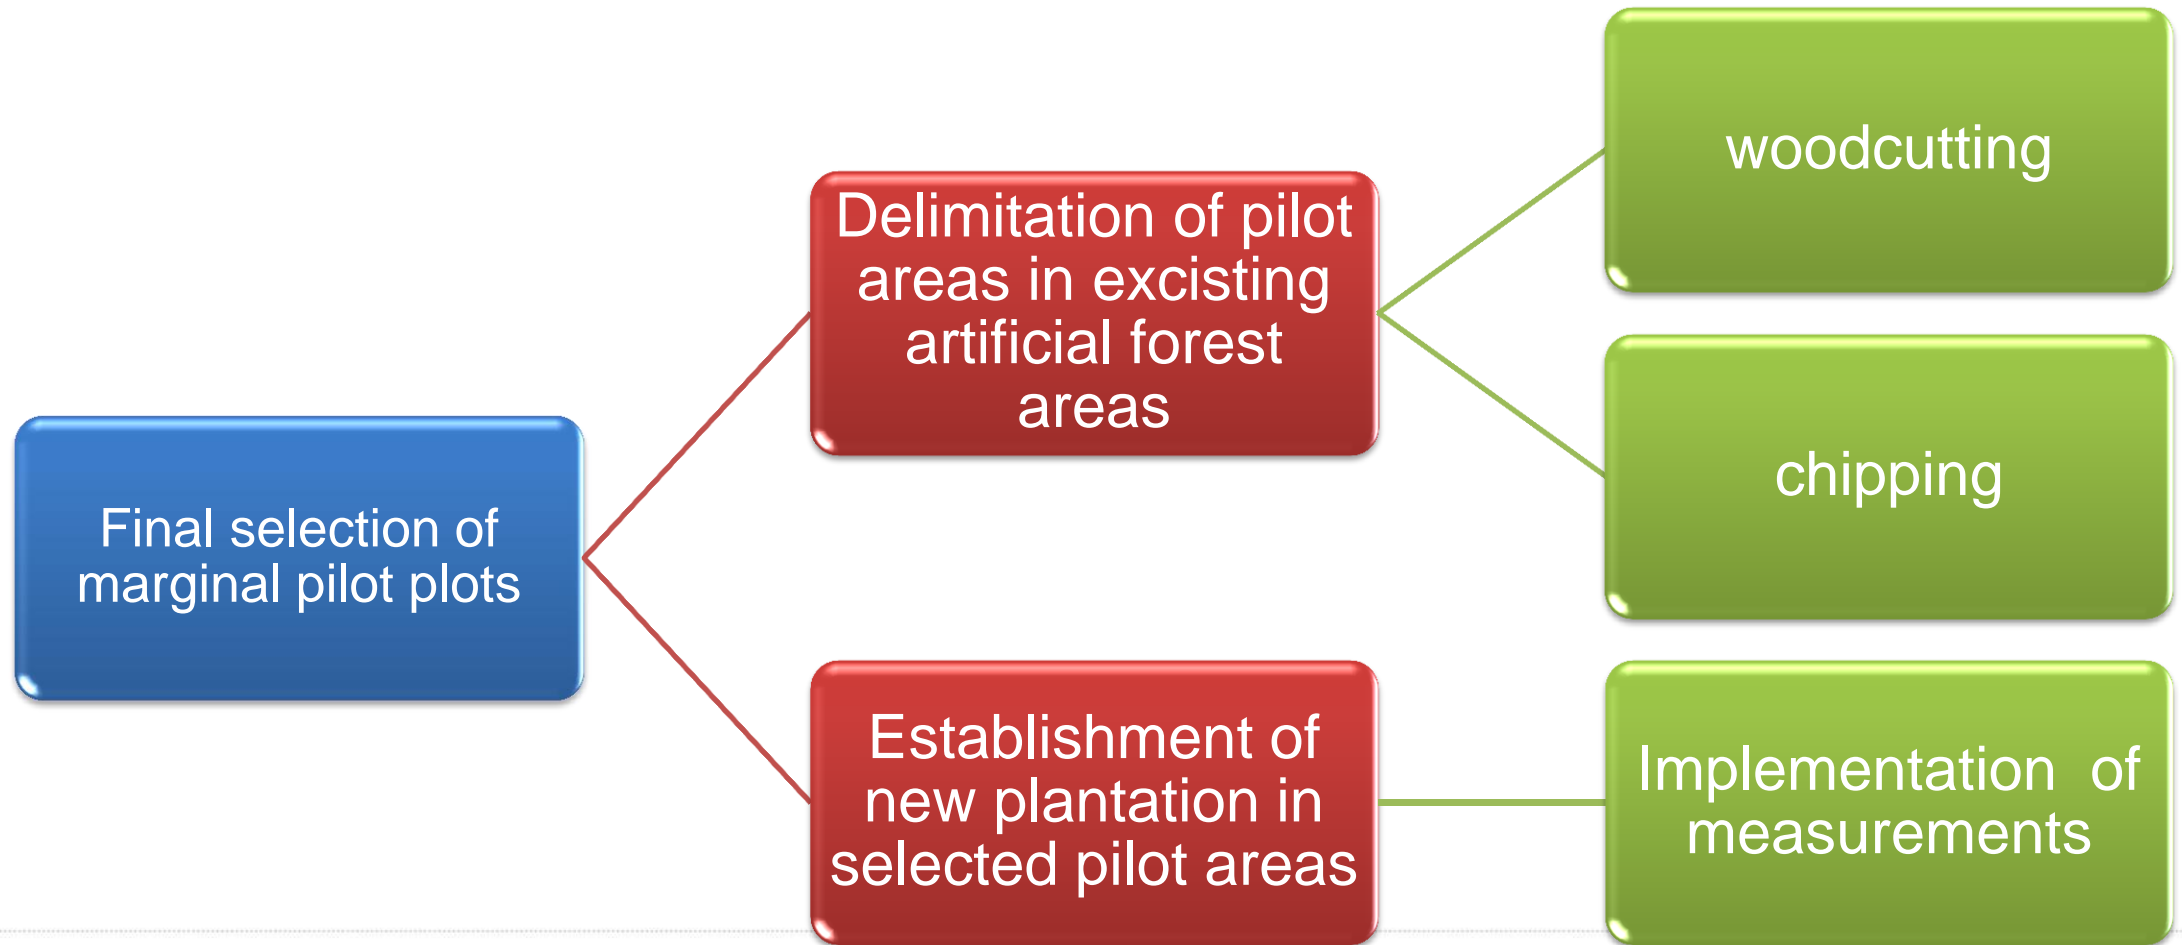 Final selection of
marginal pilot plots
Delimitation of pilot
areas in excisting
artificial forest
areas
woodcutting
chipping
Establishment of
new plantation in
selected pilot areas
Implementation  of
measurements